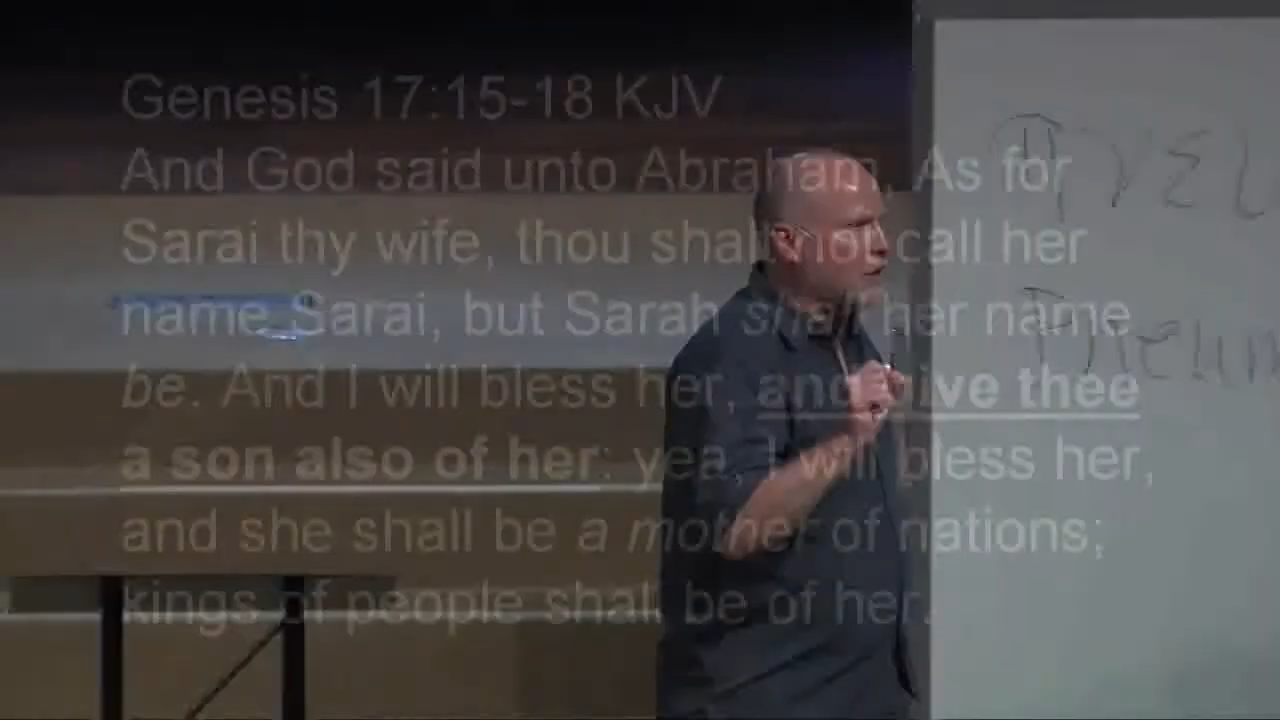 Genesis 17:15-18 KJV
And God said unto Abraham, As for
Sarai thy wife, thou shalt not call her
name Sarai, but Sarah shall her name
be. And I will bless her, and give thee
a son also of her: yea, I will bless her,
and she shall be a mother of nations;
kings of people shall be of her.